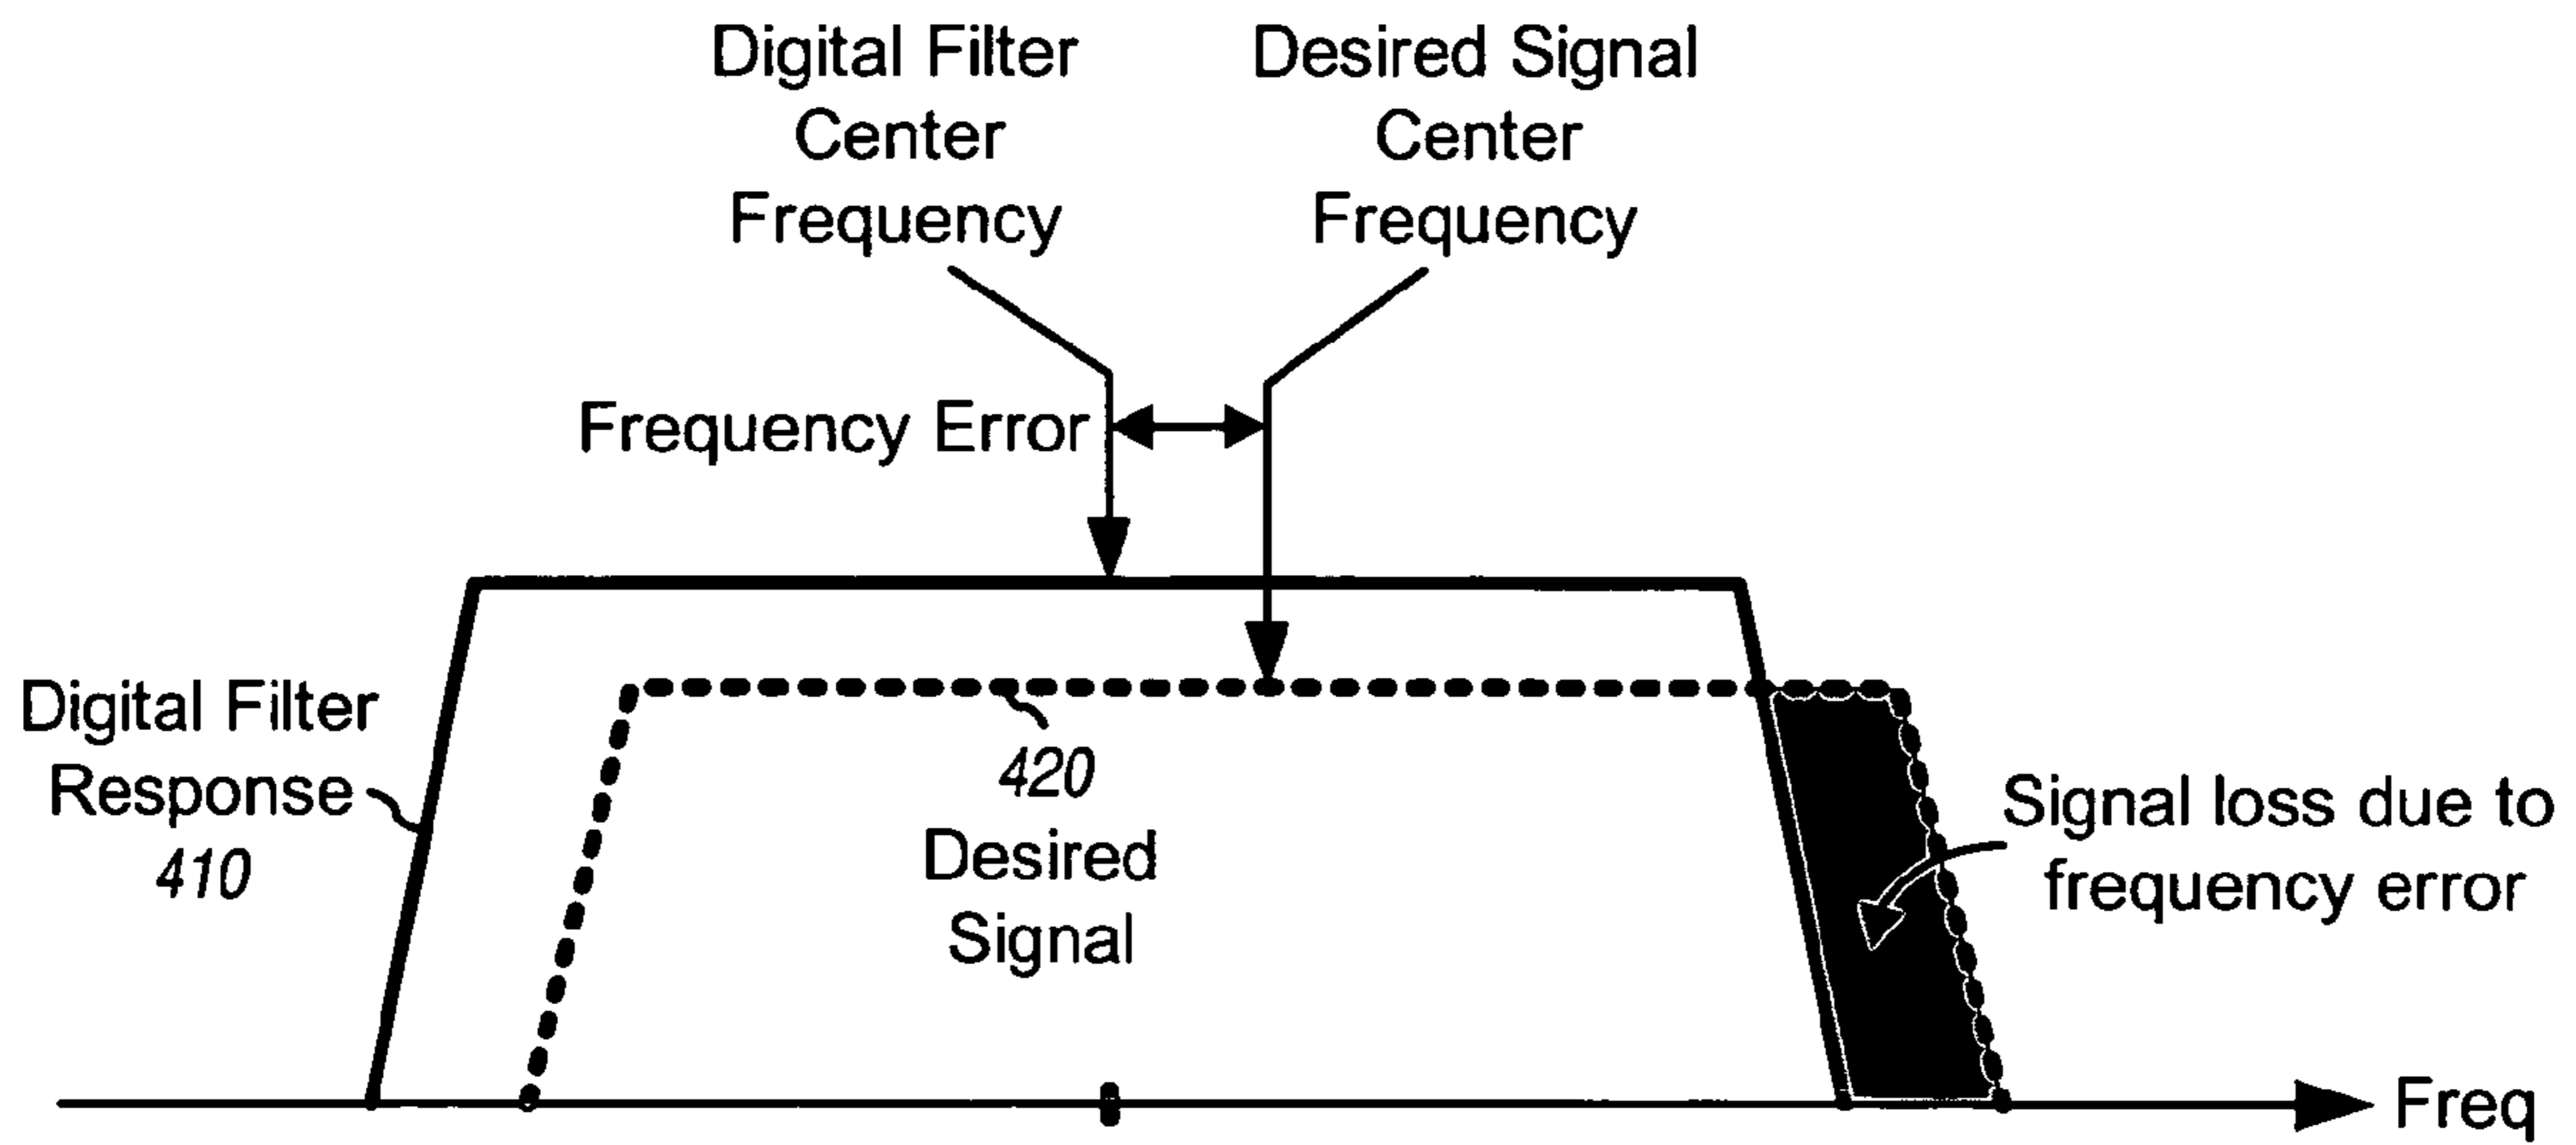 Digital Filter
Center
Frequency
Desired Signal
Center
Frequency
Frequency Error
Digital Filter
Response
410
420
Desired
Signal
Signal loss due to
frequency error
Freq